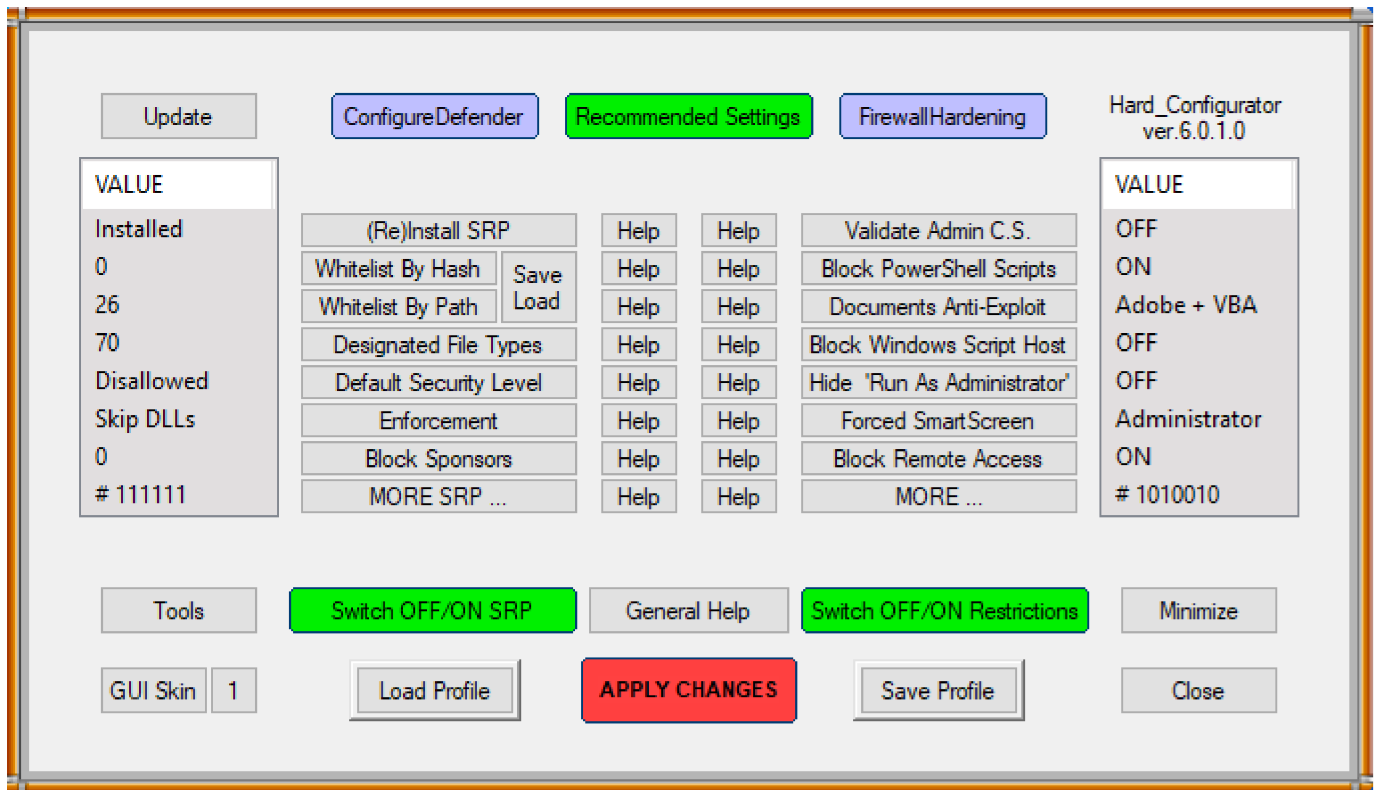 Update
ConfigureDefender
Recommended Settings
FirewallHardening
Hard_Configurator
ver.6.0.1.0
VALUE
VALUE
Installed
(Re)Install SRP
Help
Help
Validate Admin C.S.
OFF
0
Whitelist By Hash
Save
Load
Help
Help
Block PowerShell Scripts
ON
26
Whitelist By Path
Help
Help
Documents Anti-Exploit
Adobe + VBA
70
Designated File Types
Help
Help
Block Windows Script Host
OFF
Disallowed
Default Security Level
Help
Help
Hide 'Run As Administrator'
OFF
Skip DLLs
Enforcement
Help
Help
Forced SmartScreen
Administrator
0
Block Sponsors
Help
Help
Block Remote Access
ON
# 111111
MORE SRP ...
Help
Help
MORE ...
# 1010010
Tools
Switch OFF/ON SRP
General Help
Switch OFF/ON Restrictions
Minimize
GUI Skin
1
Load Profile
APPLY CHANGES
Save Profile
Close